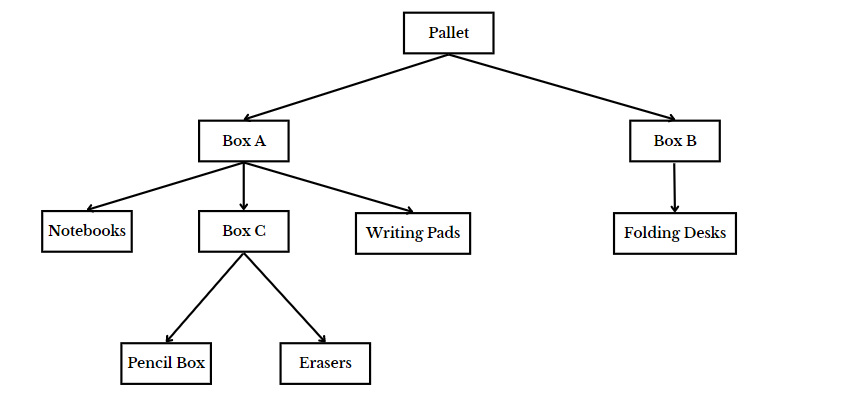 Pallet
Box A
Box B
Notebooks
Box C
Writing Pads
Folding Desks
Pencil Box
Erasers